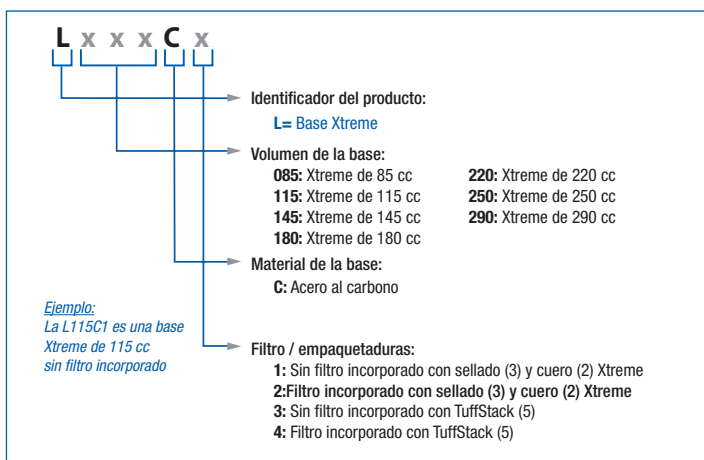 L x x x C x
Identificador del producto:
L= Base Xtreme
Volumen de la base:
085: Xtreme de 85 cc
115: Xtreme de 115 cc
145: Xtreme de 145 cc
180: Xtreme de 180 cc
220: Xtreme de 220 cc
250: Xtreme de 250 cc
290: Xtreme de 290 cc
Material de la base:
C: Acero al carbono
Ejemplo:
La L115C1 es una base
Xtreme de 115 cc
sin filtro incorporado
Filtro / empaquetaduras:
1: Sin filtro incorporado con sellado (3) y cuero (2) Xtreme
2:Filtro incorporado con sellado (3) y cuero (2) Xtreme
3: Sin filtro incorporado con TuffStack (5)
4: Filtro incorporado con TuffStack (5)